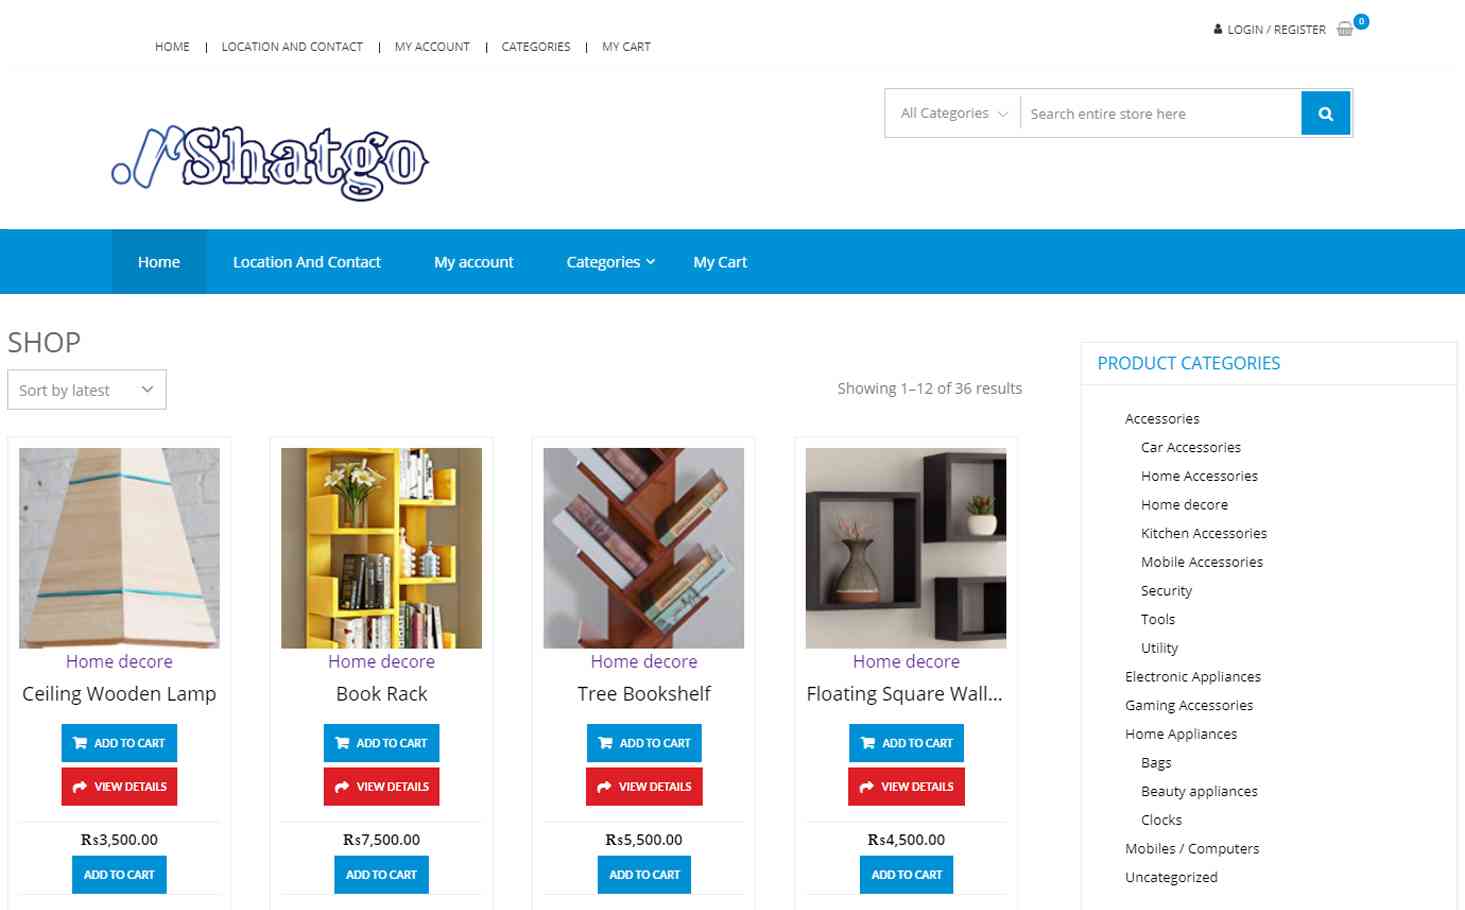 HOME | LOCATION AND CONTACT | MY ACCOUNT | CATEGORIES | MY CART
LOGIN / REGISTER 0
All Categories Search entire store here
Shatgo
Home Location And Contact My account Categories My Cart
SHOP
Sort by latest
Showing 1–12 of 36 results
Home decore
Ceiling Wooden Lamp
ADD TO CART
VIEW DETAILS
₨3,500.00
ADD TO CART
Home decore
Book Rack
ADD TO CART
VIEW DETAILS
₨7,500.00
ADD TO CART
Home decore
Tree Bookshelf
ADD TO CART
VIEW DETAILS
₨5,500.00
ADD TO CART
Home decore
Floating Square Wall...
ADD TO CART
VIEW DETAILS
₨4,500.00
ADD TO CART
PRODUCT CATEGORIES
Accessories
Car Accessories
Home Accessories
Home decore
Kitchen Accessories
Mobile Accessories
Security
Tools
Utility
Electronic Appliances
Gaming Accessories
Home Appliances
Bags
Beauty appliances
Clocks
Mobiles / Computers
Uncategorized